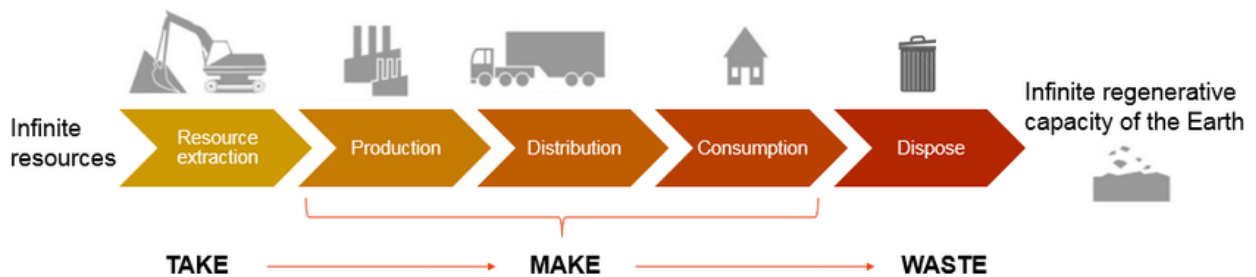 Infinite
resources
Resource
extraction
Production
Distribution
Consumption
Dispose
Infinite regenerative
capacity of the Earth
TAKE
MAKE
WASTE